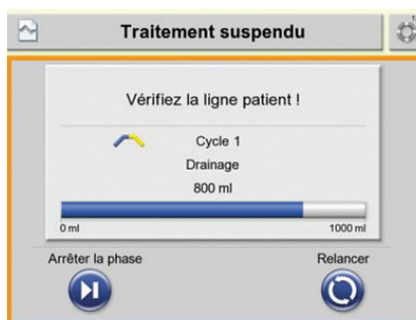 Traitement suspendu
Vérifiez la ligne patient !
Cycle 1
Drainage
800 ml
0 ml 1000 ml
Arrêter la phase Relancer